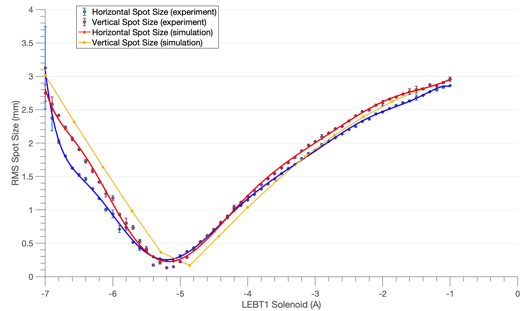 Horizontal Spot Size (experiment)
Vertical Spot Size (experiment)
Horizontal Spot Size (simulation)
Vertical Spot Size (simulation)
4
3.5
3
2.5
2
1.5
1
0.5
0
RMS Spot Size (mm)
-7 -6 -5 -4 -3 -2 -1 0
LEBT1 Solenoid (A)